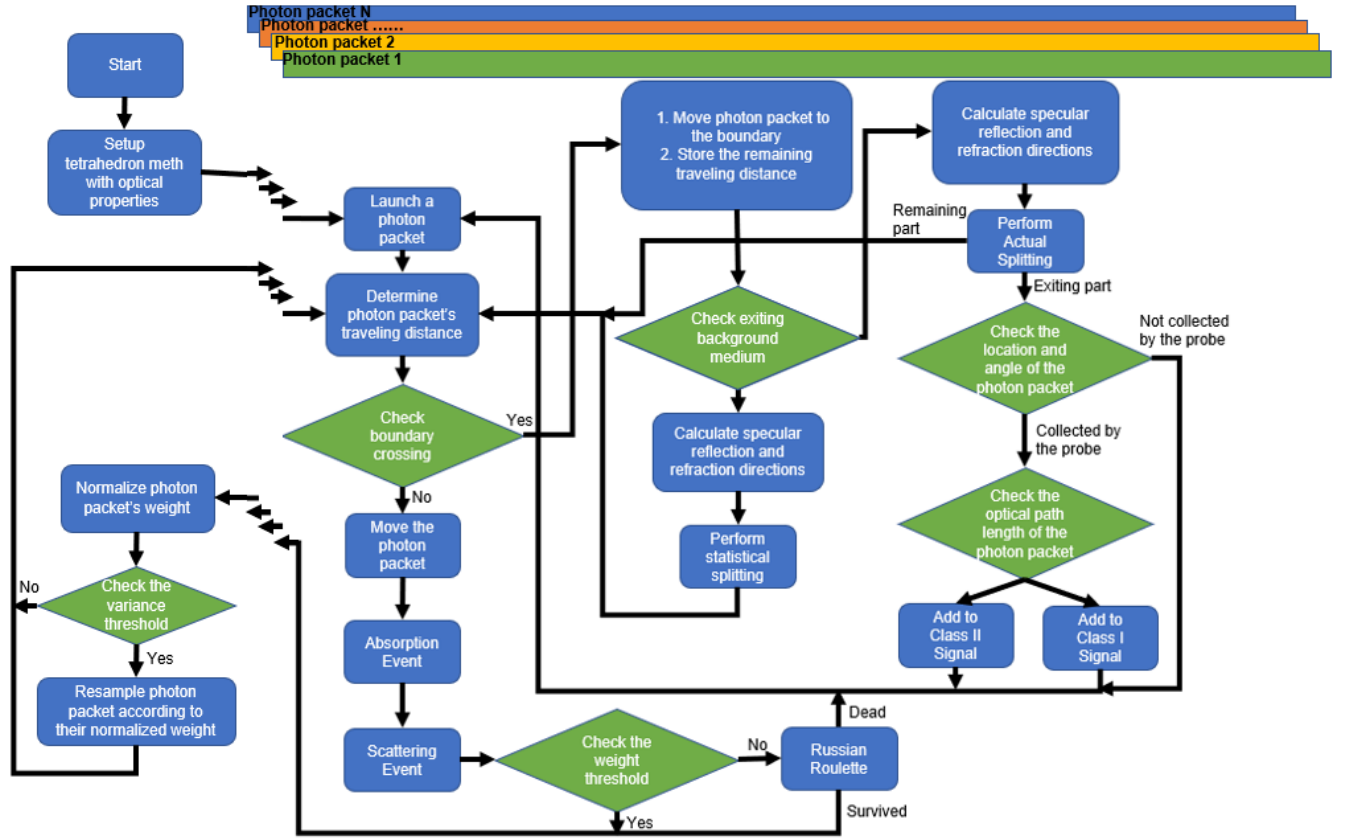 Photon packet N
Photon packet ......
Photon packet 2
Photon packet 1
Start
Setup
tetrahedron meth
with optical
properties
Launch a
photon
packet
Determine
photon packet's
traveling distance
Check
boundary
crossing
Yes
No
Move the
photon
packet
Absorption
Event
Scattering
Event
Check the
weight
threshold
No
Yes
Russian
Roulette
Dead
Survived
Normalize photon
packet's weight
Check the
variance
threshold
No
Yes
Resample photon
packet according to
their normalized weight
1. Move photon packet to
the boundary
2. Store the remaining
traveling distance
Check exiting
background
medium
Calculate specular
reflection and
refraction directions
Perform
statistical
splitting
Calculate specular
reflection and
refraction directions
Remaining
part
Perform
Actual
Splitting
Exiting part
Check the
location and
angle of the
photon packet
Not collected
by the probe
Collected by
the probe
Check the
optical path
length of the
photon packet
Add to
Class II
Signal
Add to
Class I
Signal